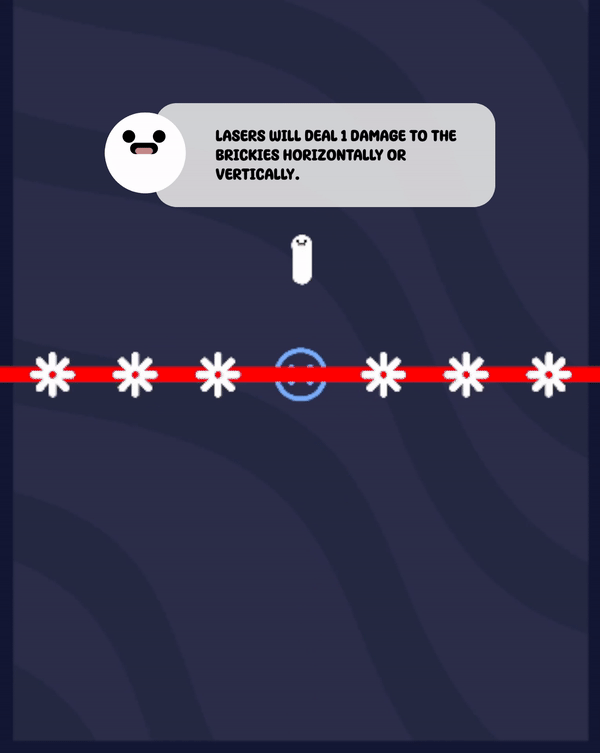 LASERS WILL DEAL 1 DAMAGE TO THE
BRICKIES HORIZONTALLY OR
VERTICALLY.